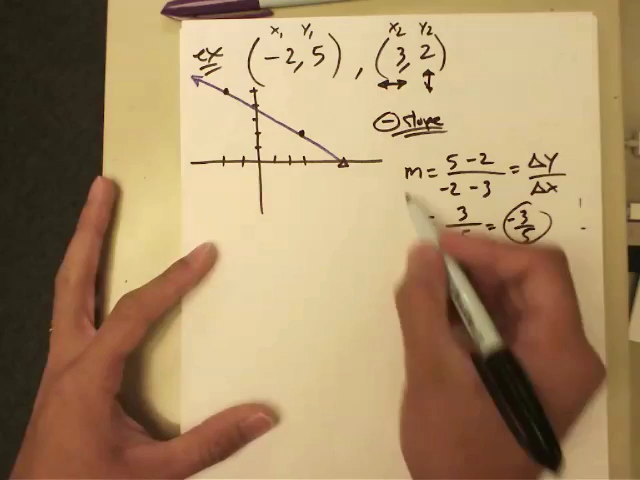 x₁ y₁ x₂ y₂
ex (-2, 5), (3, 2)
⊖ slope
m = 5 - 2 / -2 - 3 = ΔY / ΔX
3 / = -3/5